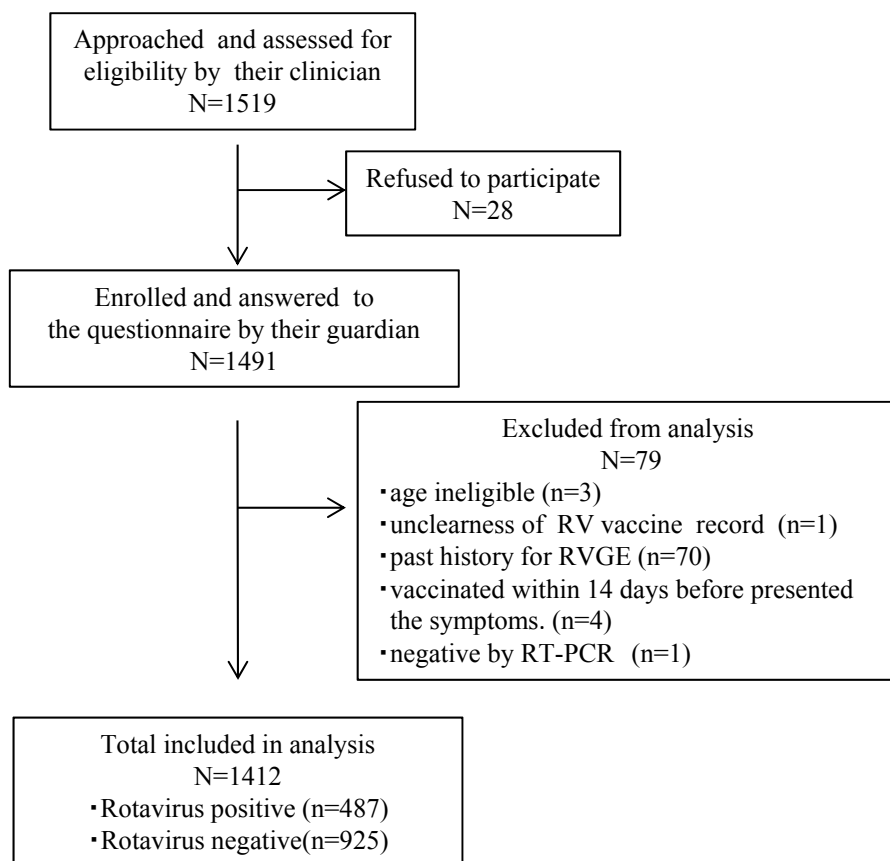 Approached and assessed for
eligibility by their clinician
N=1519
Refused to participate
N=28
Enrolled and answered to
the questionnaire by their guardian
N=1491
Excluded from analysis
N=79
・age ineligible (n=3)
・unclearness of RV vaccine record (n=1)
・past history for RVGE (n=70)
・vaccinated within 14 days before presented
the symptoms. (n=4)
・negative by RT-PCR (n=1)
Total included in analysis
N=1412
・Rotavirus positive (n=487)
・Rotavirus negative(n=925)